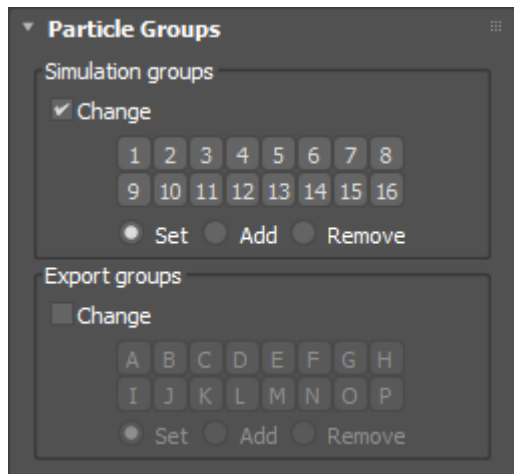 Particle Groups
Simulation groups
Change
1 2 3 4 5 6 7 8
9 10 11 12 13 14 15 16
Set Add Remove
Export groups
Change
A B C D E F G H
I J K L M N O P
Set Add Remove